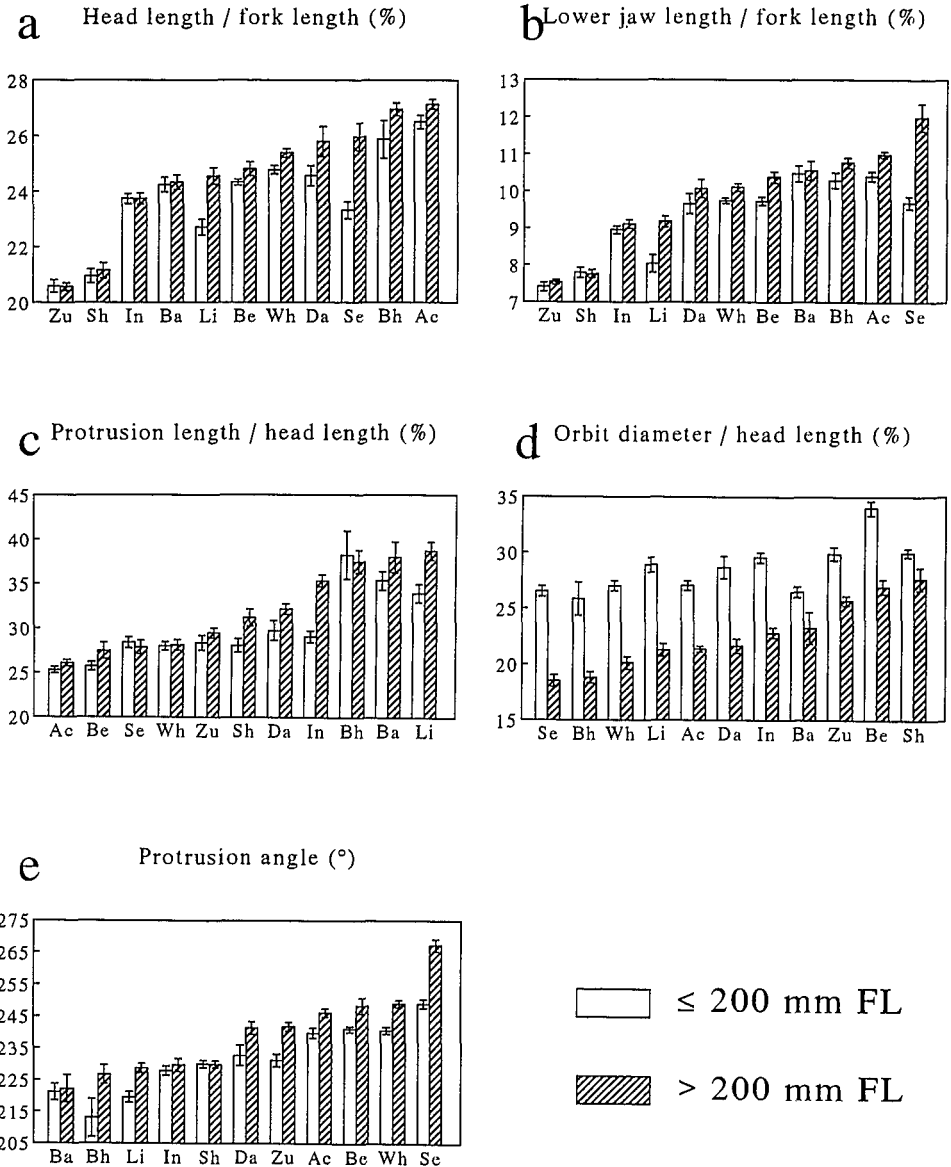 a Head length / fork length (%)
28
26
24
22
20
Zu Sh In Ba Li Be Wh Da Se Bh Ac
b Lower jaw length / fork length (%)
13
12
11
10
9
8
7
Zu Sh In Li Da Wh Be Ba Bh Ac Se
c Protrusion length / head length (%)
45
40
35
30
25
20
Ac Be Se Wh Zu Sh Da In Bh Ba Li
d Orbit diameter / head length (%)
35
30
25
20
15
Se Bh Wh Li Ac Da In Ba Zu Be Sh
e Protrusion angle (°)
275
265
255
245
235
225
215
205
Ba Bh Li In Sh Da Zu Ac Be Wh Se
≤ 200 mm FL
> 200 mm FL